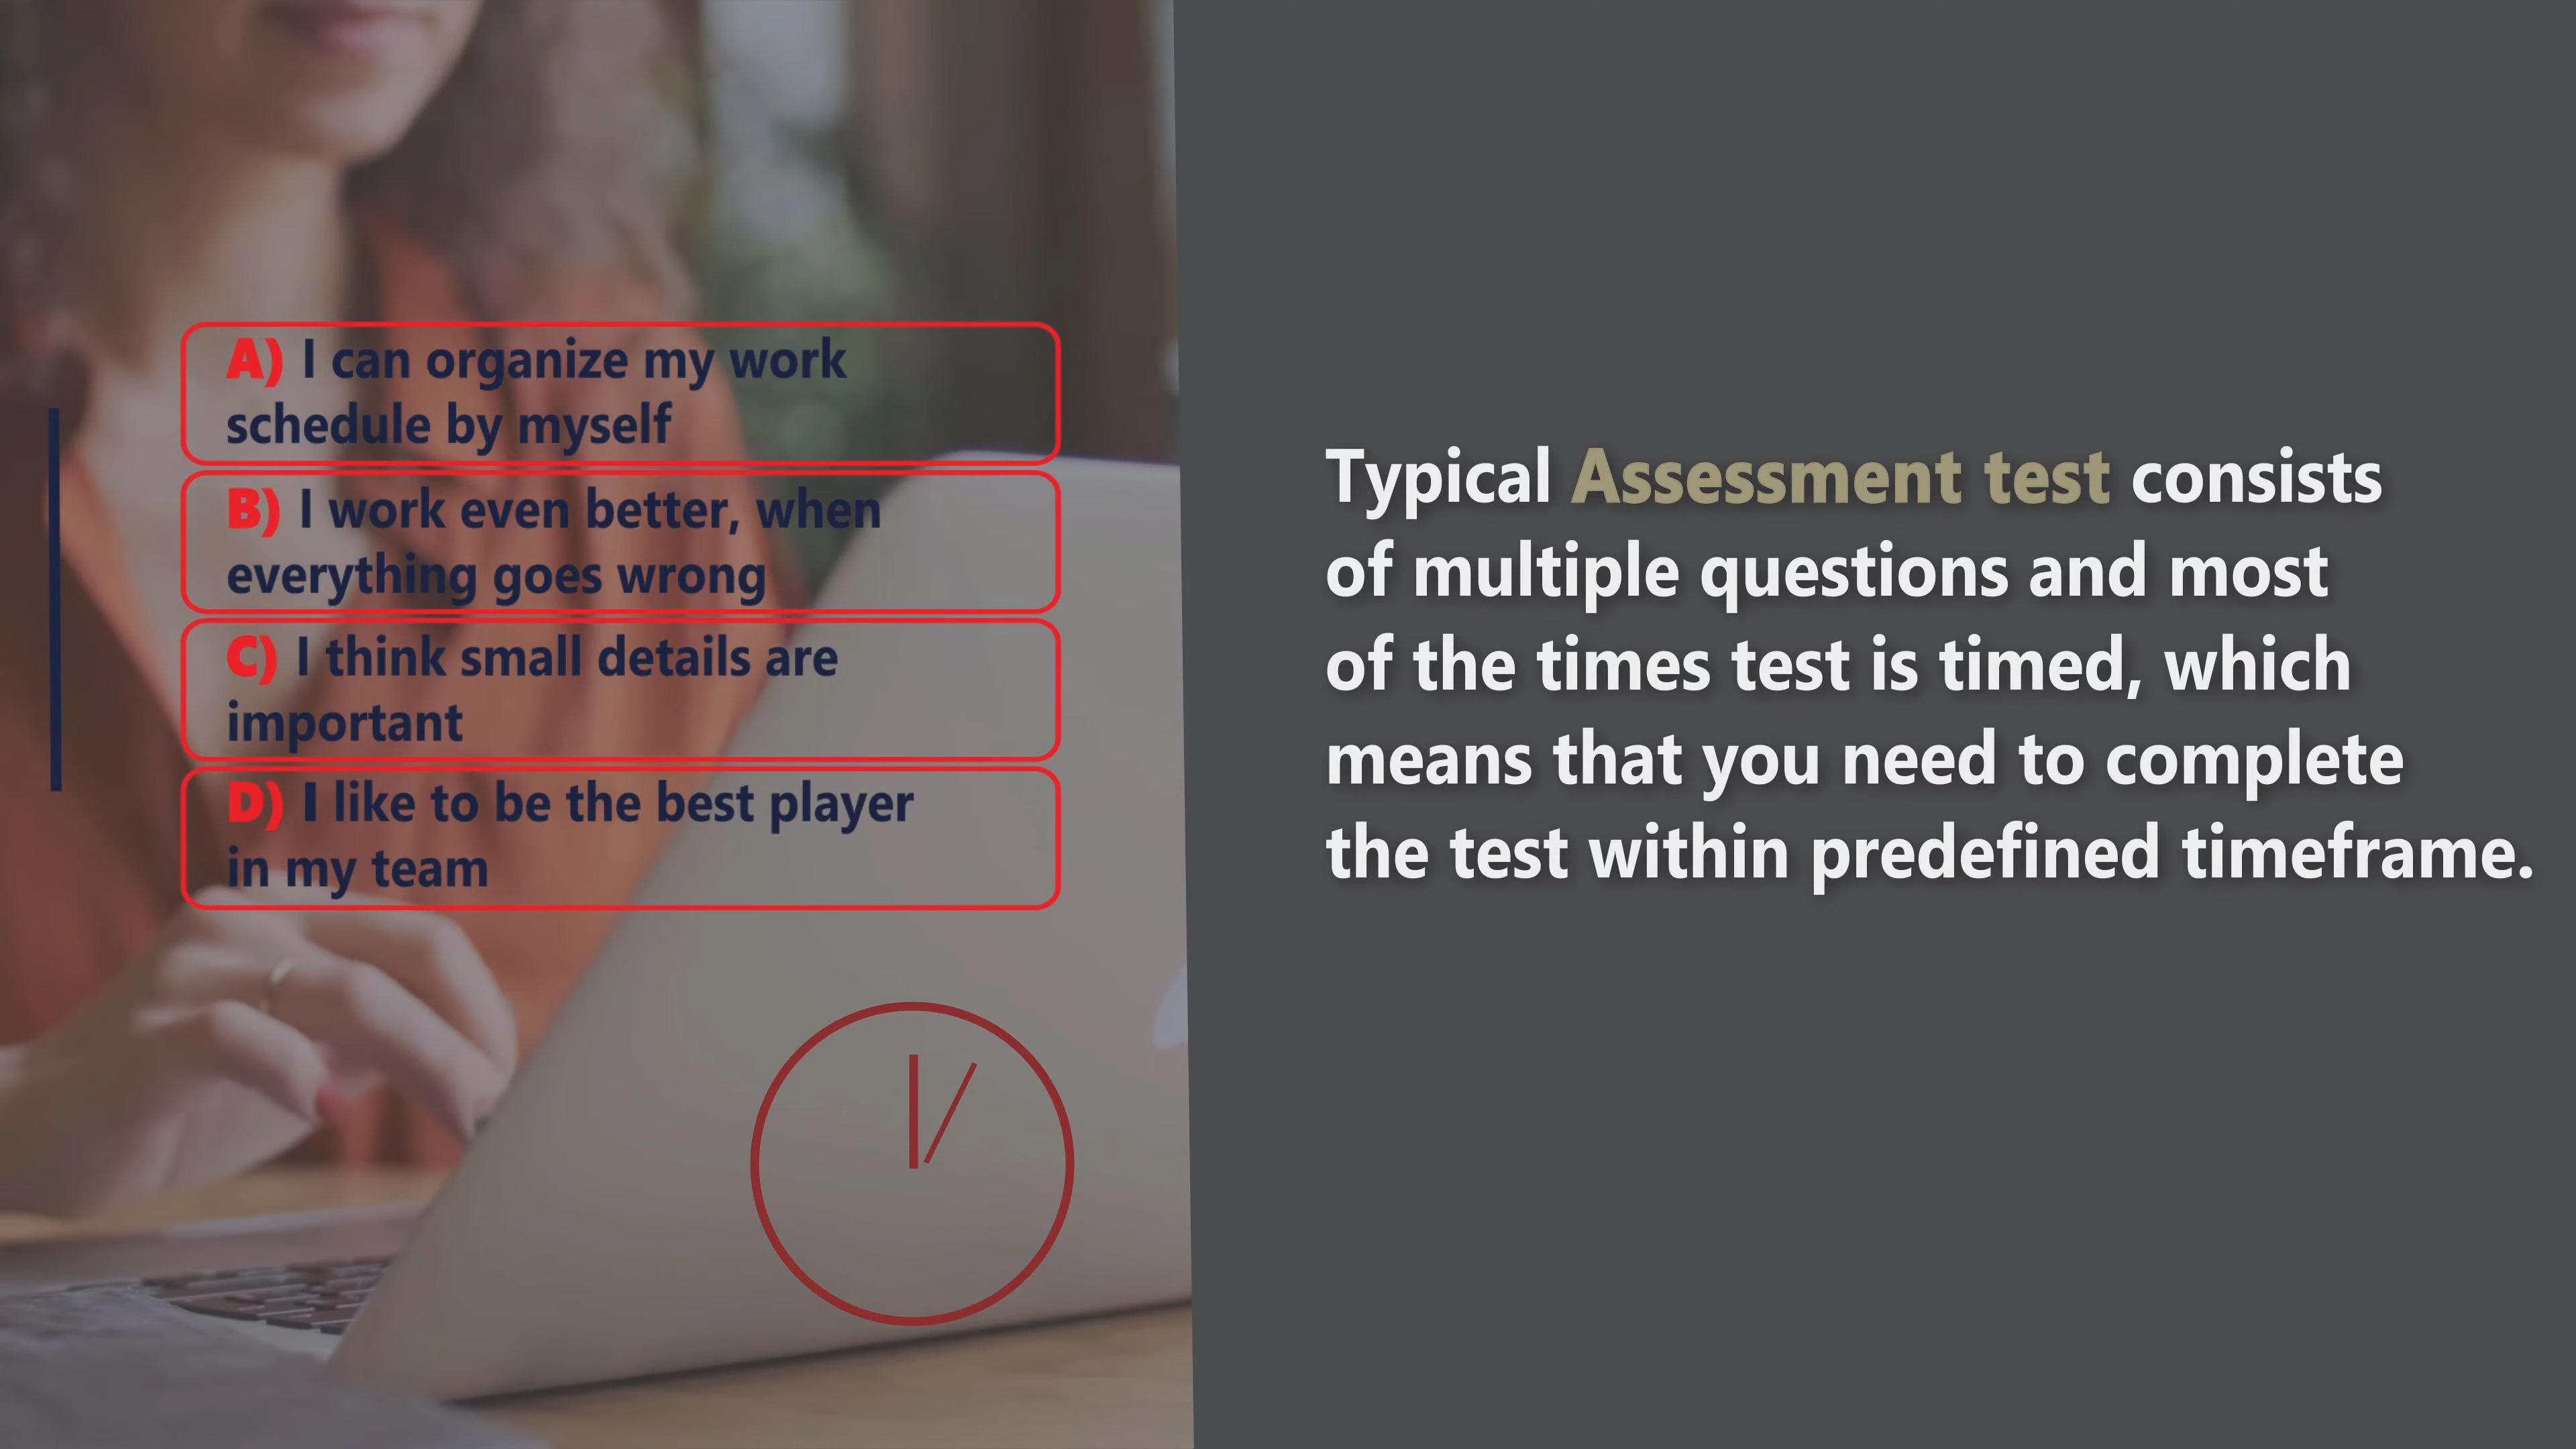 A) I can organize my work
schedule by myself
B) I work even better, when
everything goes wrong
C) I think small details are
important
D) I like to be the best player
in my team
Typical Assessment test consists
of multiple questions and most
of the times test is timed, which
means that you need to complete
the test within predefined timeframe.